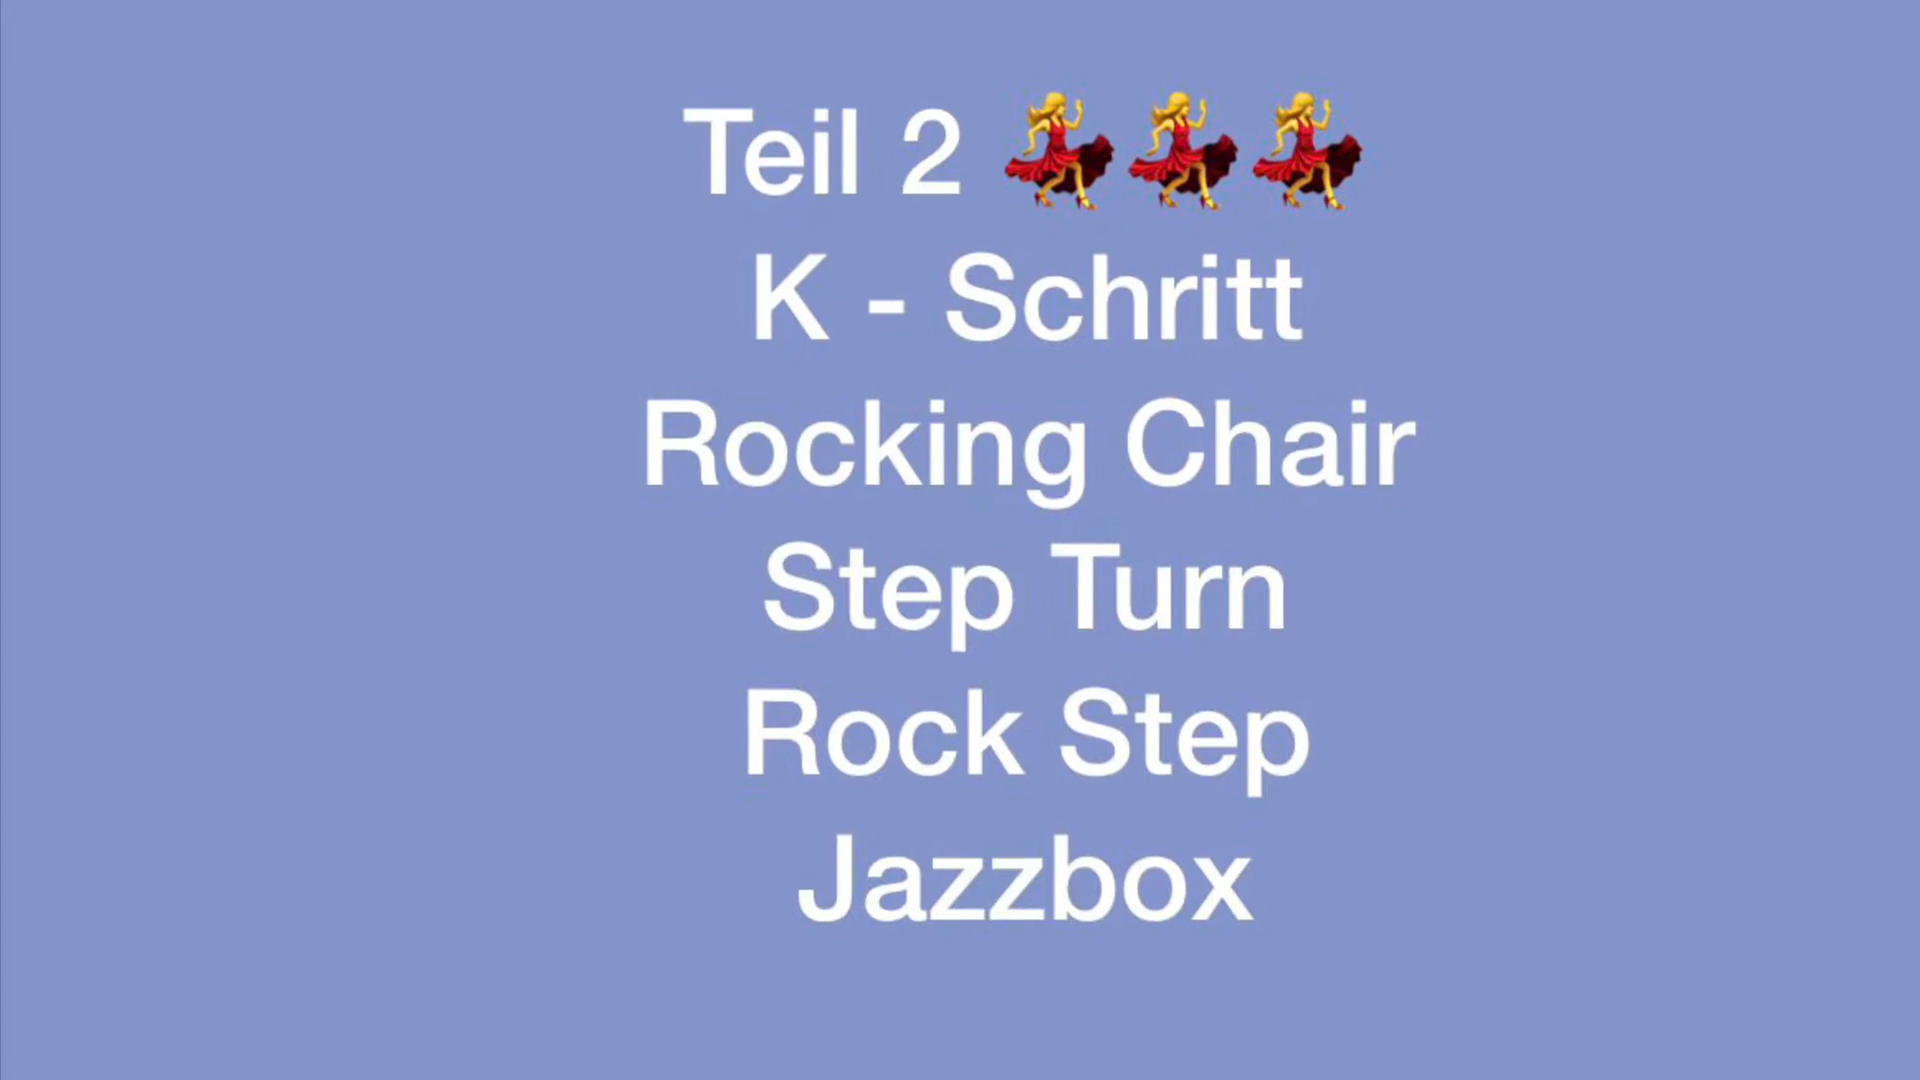 Teil 2 💃💃💃
K - Schritt
Rocking Chair
Step Turn
Rock Step
Jazzbox